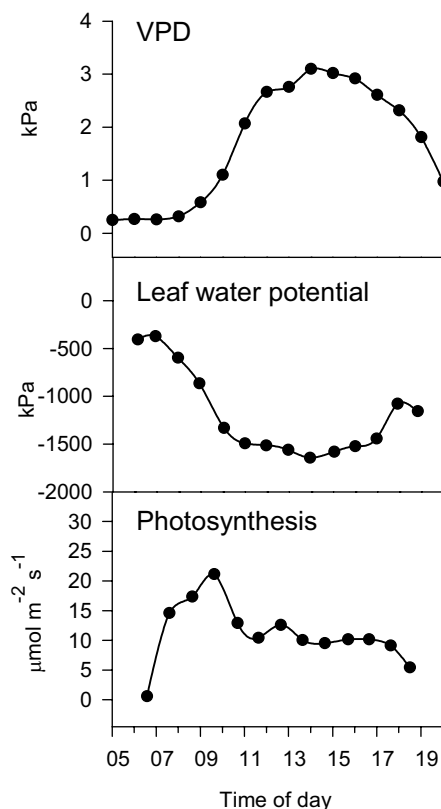 VPD
4
3
2
1
0
kPa
Leaf water potential
0
-500
-1000
-1500
-2000
kPa
Photosynthesis
30
25
20
15
10
5
0
μmol m⁻² s⁻¹
05 07 09 11 13 15 17 19
Time of day